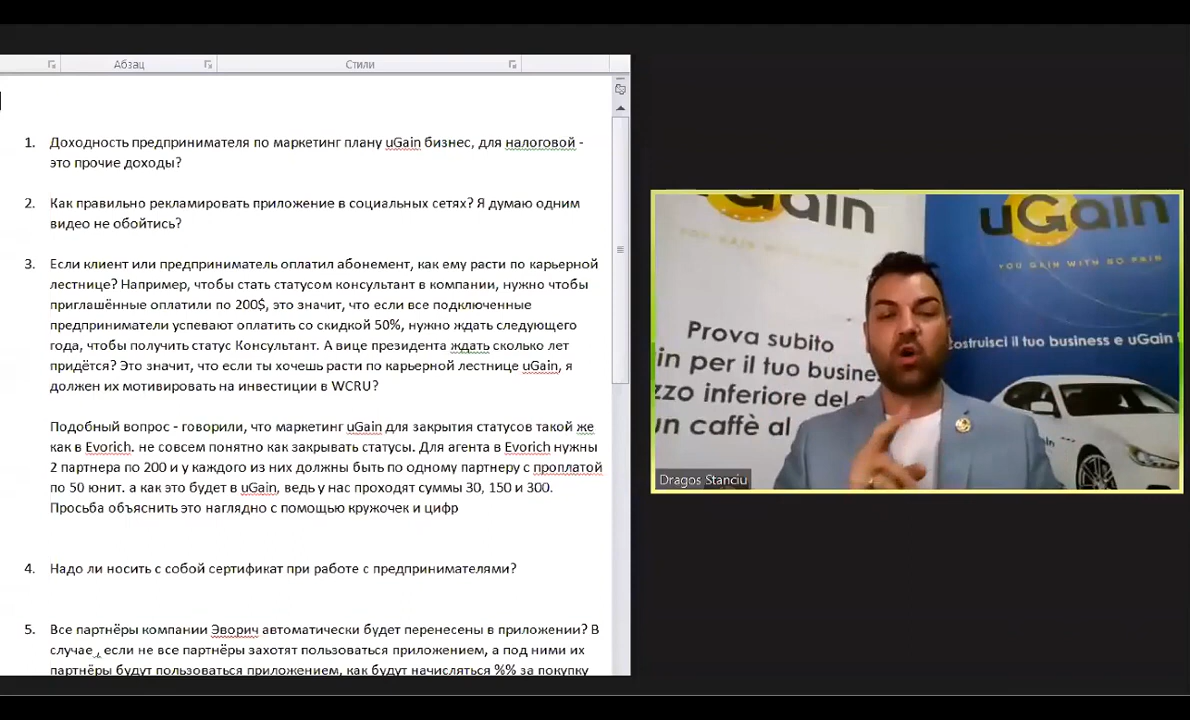 Абзац
Стили
1. Доходность предпринимателя по маркетинг плану uGain бизнес, для налоговой -
это прочие доходы?
2. Как правильно рекламировать приложение в социальных сетях? Я думаю одним
видео не обойтись?
3. Если клиент или предприниматель оплатил абонемент, как ему расти по карьерной
лестнице? Например, чтобы стать статусом консультант в компании, нужно чтобы
приглашённые оплатили по 200$, это значит, что если все подключенные
предприниматели успевают оплатить со скидкой 50%, нужно ждать следующего
года, чтобы получить статус Консультант. А вице президента ждать сколько лет
придётся? Это значит, что если ты хочешь расти по карьерной лестнице uGain, я
должен их мотивировать на инвестиции в WCRU?
Подобный вопрос - говорили, что маркетинг uGain для закрытия статусов такой же
как в Evorich. не совсем понятно как закрывать статусы. Для агента в Evorich нужны
2 партнера по 200 и у каждого из них должны быть по одному партнеру с проплатой
по 50 юнит. а как это будет в uGain, ведь у нас проходят суммы 30, 150 и 300.
Просьба объяснить это наглядно с помощью кружочек и цифр
4. Надо ли носить с собой сертификат при работе с предпринимателями?
5. Все партнёры компании Эворич автоматически будет перенесены в приложении? В
случае , если не все партнёры захотят пользоваться приложением, а под ними их
партнёры будут пользоваться приложением, как будут начисляться %% за покупку
Gain
uGain
YOU GAIN WITH NO PAIN
Prova subito
in per il tuo busine
zzo inferiore del
un caffè al
Costruisci il tuo business e uGain
Dragos Stanciu